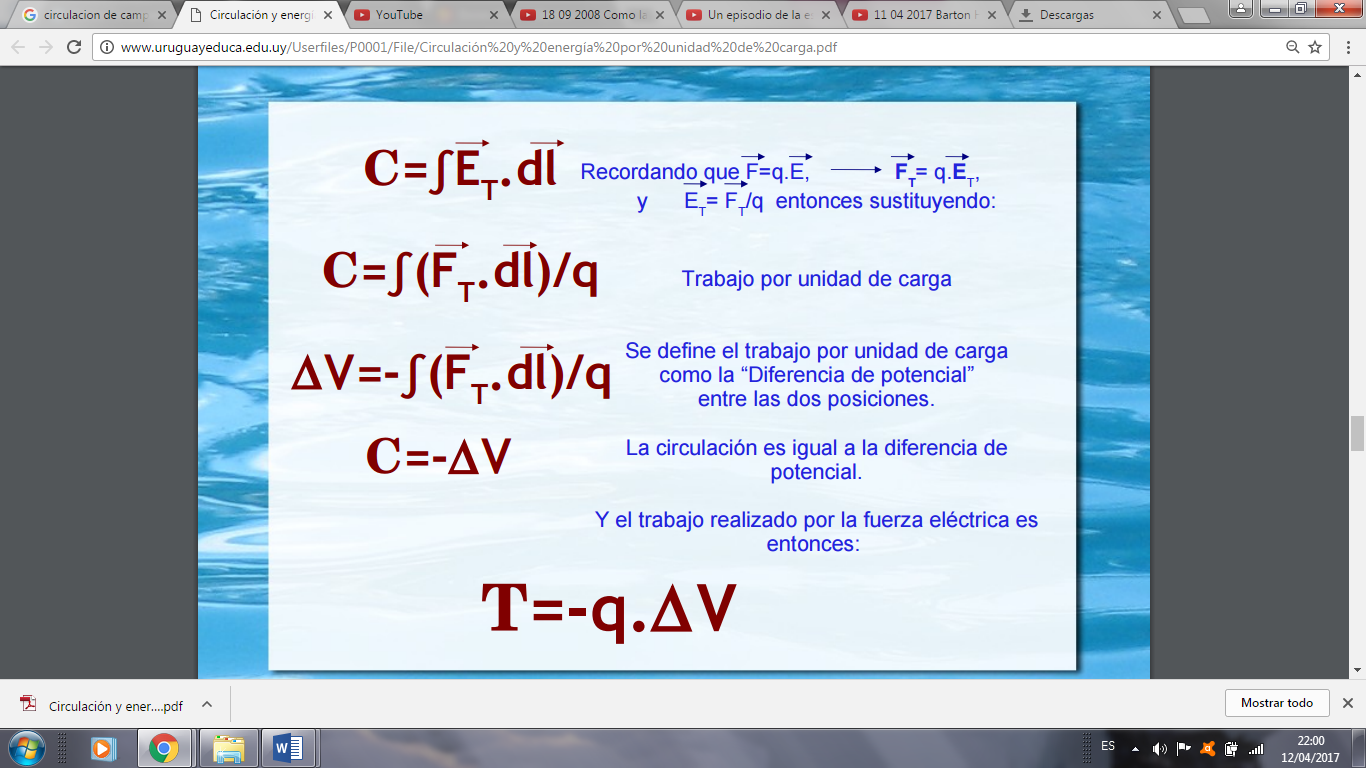 circulacion de camp
Circulación y energí
YouTube
18 09 2008 Como la
Un episodio de la e
11 04 2017 Barton H
Descargas
www.uruguayeduca.edu.uy/Userfiles/P0001/File/Circulación%20y%20energía%20por%20unidad%20de%20carga.pdf
C=∫E_T.dl
Recordando que F=q.E, F_T= q.E_T,
y E_T= F_T/q entonces sustituyendo:
C=∫(F_T.dl)/q
Trabajo por unidad de carga
ΔV=-∫(F_T.dl)/q
Se define el trabajo por unidad de carga
como la “Diferencia de potencial”
entre las dos posiciones.
C=-ΔV
La circulación es igual a la diferencia de
potencial.
Y el trabajo realizado por la fuerza eléctrica es
entonces:
T=-q.ΔV
Circulación y ener....pdf
Mostrar todo
ES
22:00
12/04/2017